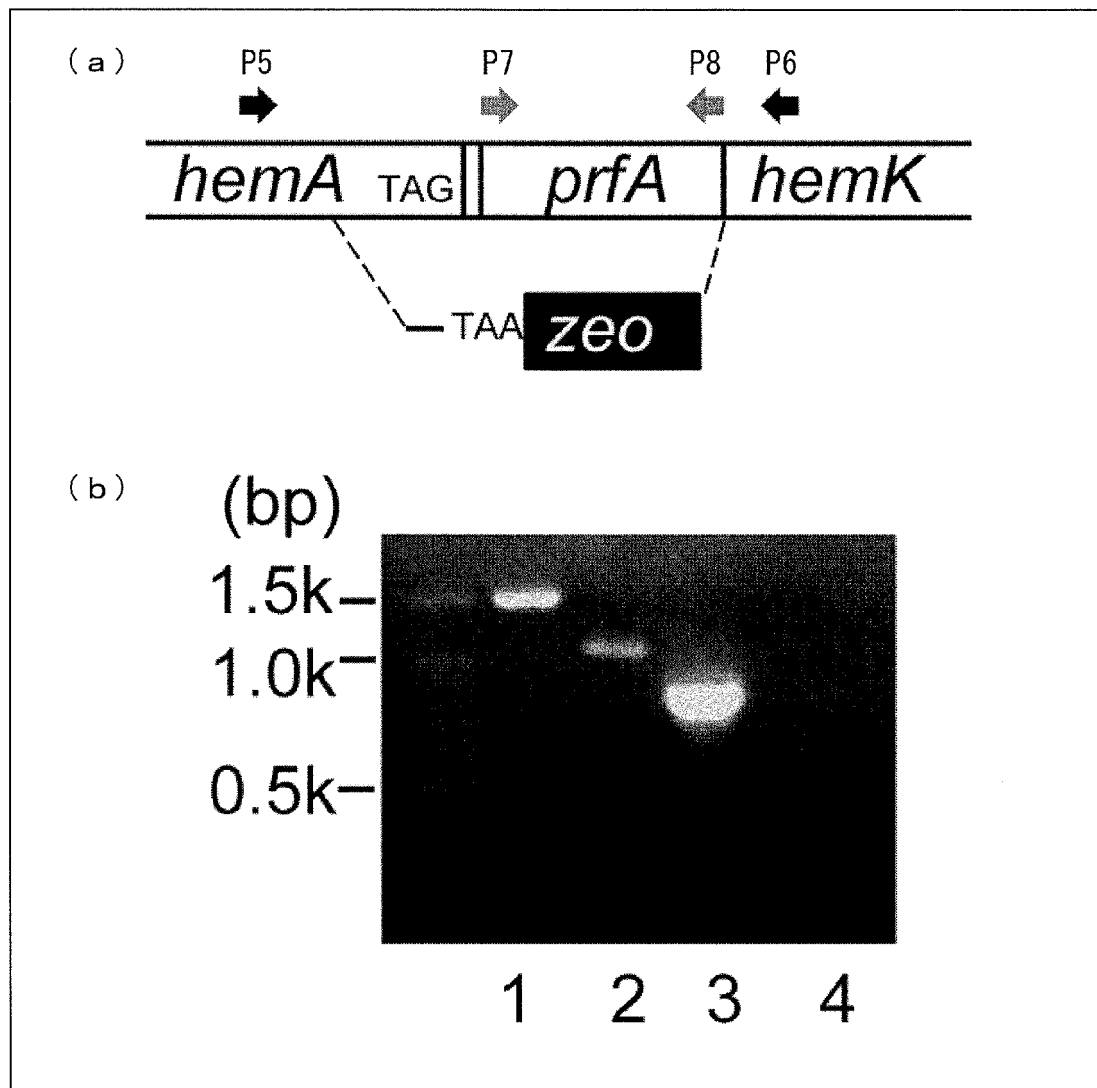 (a)
P5 P7 P8 P6
hemA TAG prfA hemK
TAA zeo
(b)
(bp)
1.5k
1.0k
0.5k
1 2 3 4